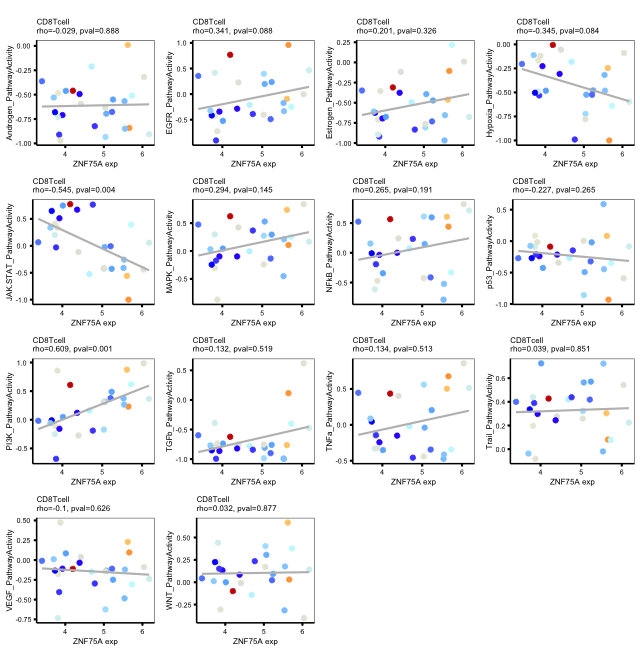 CD8Tcell
rho=-0.029, pval=0.888
Androgen_PathwayActivity
0.00
-0.25
-0.50
-0.75
-1.00
4 5 6
ZNF75A exp
CD8Tcell
rho=0.341, pval=0.088
EGFR_PathwayActivity
1.0
0.5
0.0
-0.5
4 5 6
ZNF75A exp
CD8Tcell
rho=0.201, pval=0.326
Estrogen_PathwayActivity
0.25
0.00
-0.25
-0.50
-0.75
-1.00
4 5 6
ZNF75A exp
CD8Tcell
rho=-0.345, pval=0.084
Hypoxia_PathwayActivity
0.00
-0.25
-0.50
-0.75
-1.00
4 5 6
ZNF75A exp
CD8Tcell
rho=-0.545, pval=0.004
JAK-STAT_PathwayActivity
0.5
0.0
-0.5
-1.0
4 5 6
ZNF75A exp
CD8Tcell
rho=0.294, pval=0.145
MAPK_PathwayActivity
0.5
0.0
-0.5
4 5 6
ZNF75A exp
CD8Tcell
rho=0.265, pval=0.191
NFkB_PathwayActivity
0.5
0.0
-0.5
4 5 6
ZNF75A exp
CD8Tcell
rho=-0.227, pval=0.265
p53_PathwayActivity
0.5
0.0
-0.5
-1.0
4 5 6
ZNF75A exp
CD8Tcell
rho=0.609, pval=0.001
PI3K_PathwayActivity
1.0
0.5
0.0
-0.5
4 5 6
ZNF75A exp
CD8Tcell
rho=0.132, pval=0.519
TGFb_PathwayActivity
0.5
0.0
-0.5
-1.0
4 5 6
ZNF75A exp
CD8Tcell
rho=0.134, pval=0.513
TNFa_PathwayActivity
0.5
0.0
-0.5
4 5 6
ZNF75A exp
CD8Tcell
rho=0.039, pval=0.851
Trail_PathwayActivity
0.6
0.4
0.2
0.0
4 5 6
ZNF75A exp
CD8Tcell
rho=-0.1, pval=0.626
VEGF_PathwayActivity
0.50
0.25
0.00
-0.25
-0.50
-0.75
4 5 6
ZNF75A exp
CD8Tcell
rho=0.032, pval=0.877
WNT_PathwayActivity
0.50
0.25
0.00
-0.25
4 5 6
ZNF75A exp